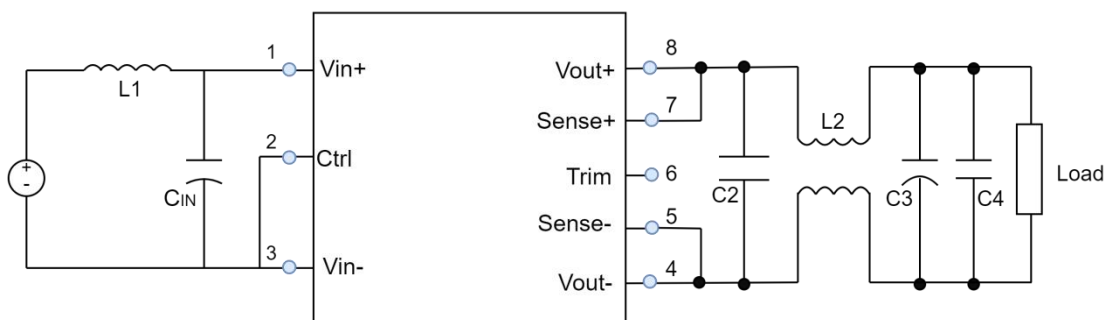 1
Vin+
L1
2
Ctrl
+
-
CIN
3
Vin-
8
Vout+
7
Sense+
Trim
6
Sense-
5
Vout-
4
C2
L2
C3
C4
Load